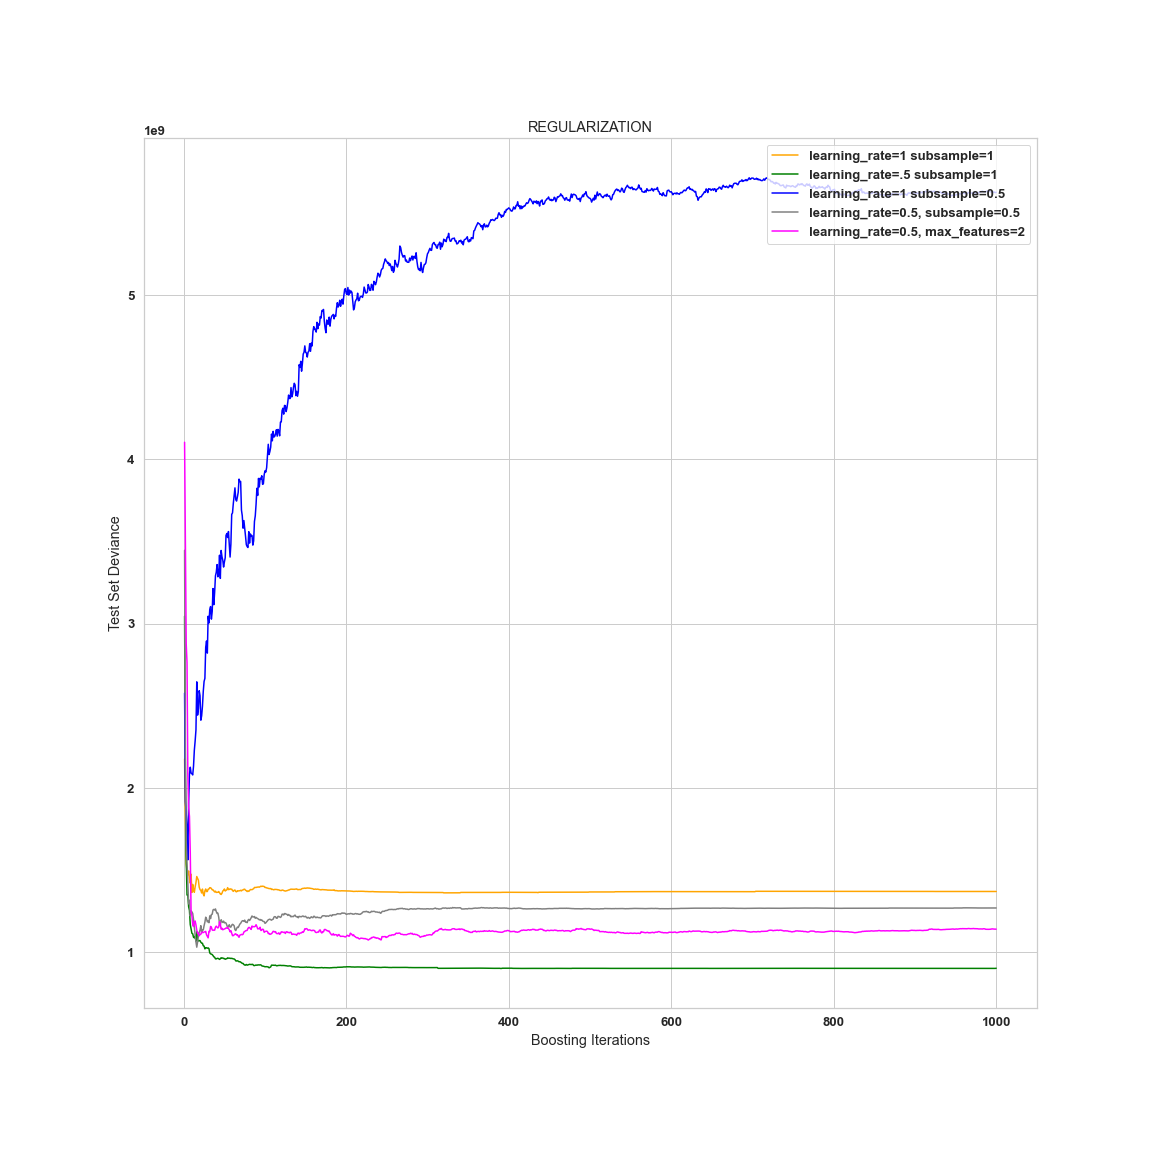 REGULARIZATION
1e9
learning_rate=1 subsample=1
learning_rate=.5 subsample=1
learning_rate=1 subsample=0.5
learning_rate=0.5, subsample=0.5
learning_rate=0.5, max_features=2
5
4
3
2
1
Test Set Deviance
0 200 400 600 800 1000
Boosting Iterations